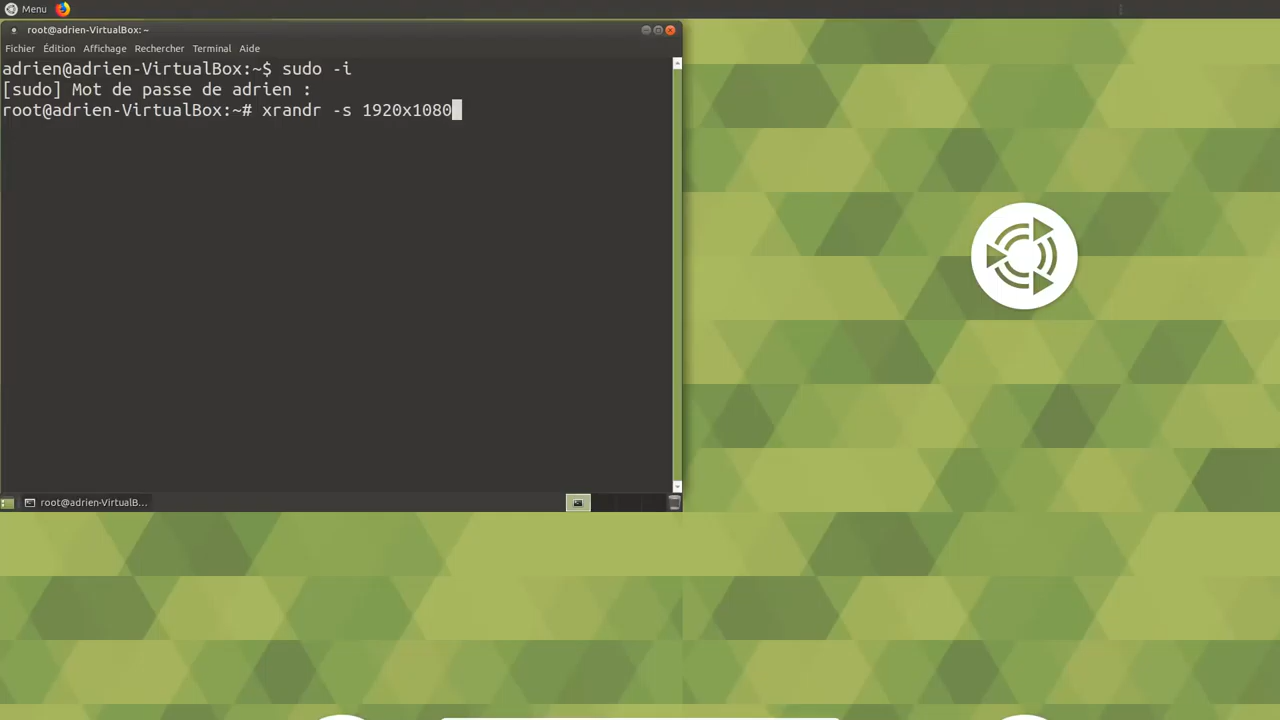 Menu
root@adrien-VirtualBox: ~
Fichier Édition Affichage Rechercher Terminal Aide
adrien@adrien-VirtualBox:~$ sudo -i
[sudo] Mot de passe de adrien :
root@adrien-VirtualBox:~# xrandr -s 1920x1080
root@adrien-VirtualB...